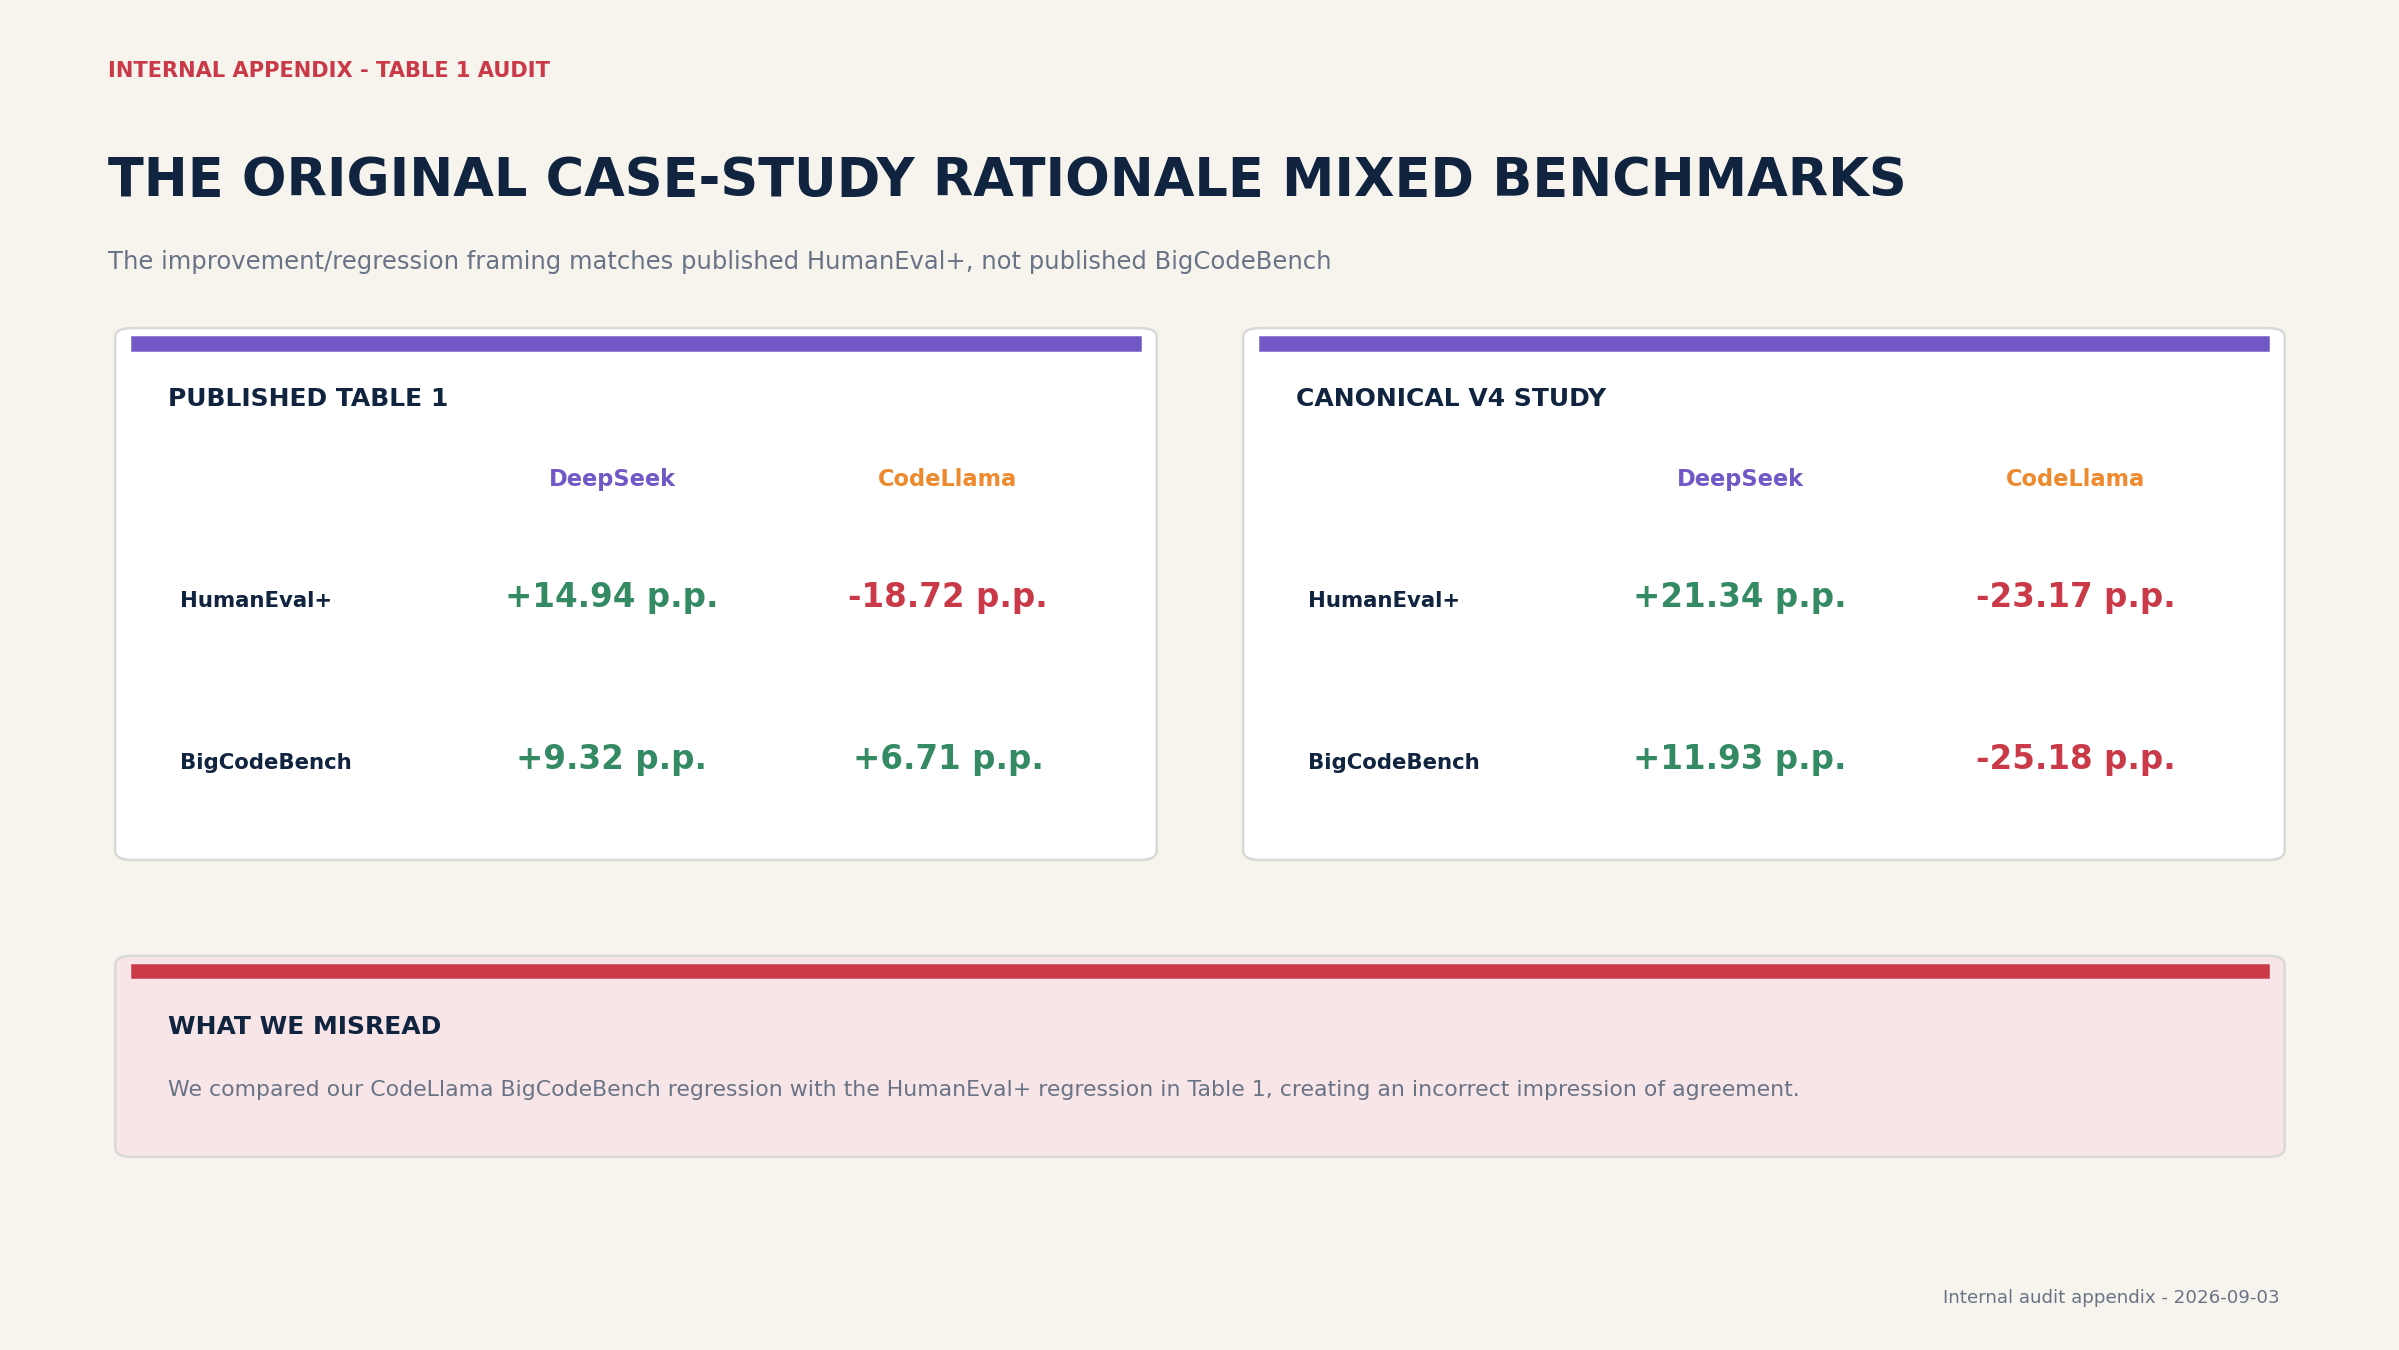 INTERNAL APPENDIX - TABLE 1 AUDIT
THE ORIGINAL CASE-STUDY RATIONALE MIXED BENCHMARKS
The improvement/regression framing matches published HumanEval+, not published BigCodeBench
PUBLISHED TABLE 1
DeepSeek CodeLlama
HumanEval+ +14.94 p.p. -18.72 p.p.
BigCodeBench +9.32 p.p. +6.71 p.p.
CANONICAL V4 STUDY
DeepSeek CodeLlama
HumanEval+ +21.34 p.p. -23.17 p.p.
BigCodeBench +11.93 p.p. -25.18 p.p.
WHAT WE MISREAD
We compared our CodeLlama BigCodeBench regression with the HumanEval+ regression in Table 1, creating an incorrect impression of agreement.
Internal audit appendix - 2026-09-03